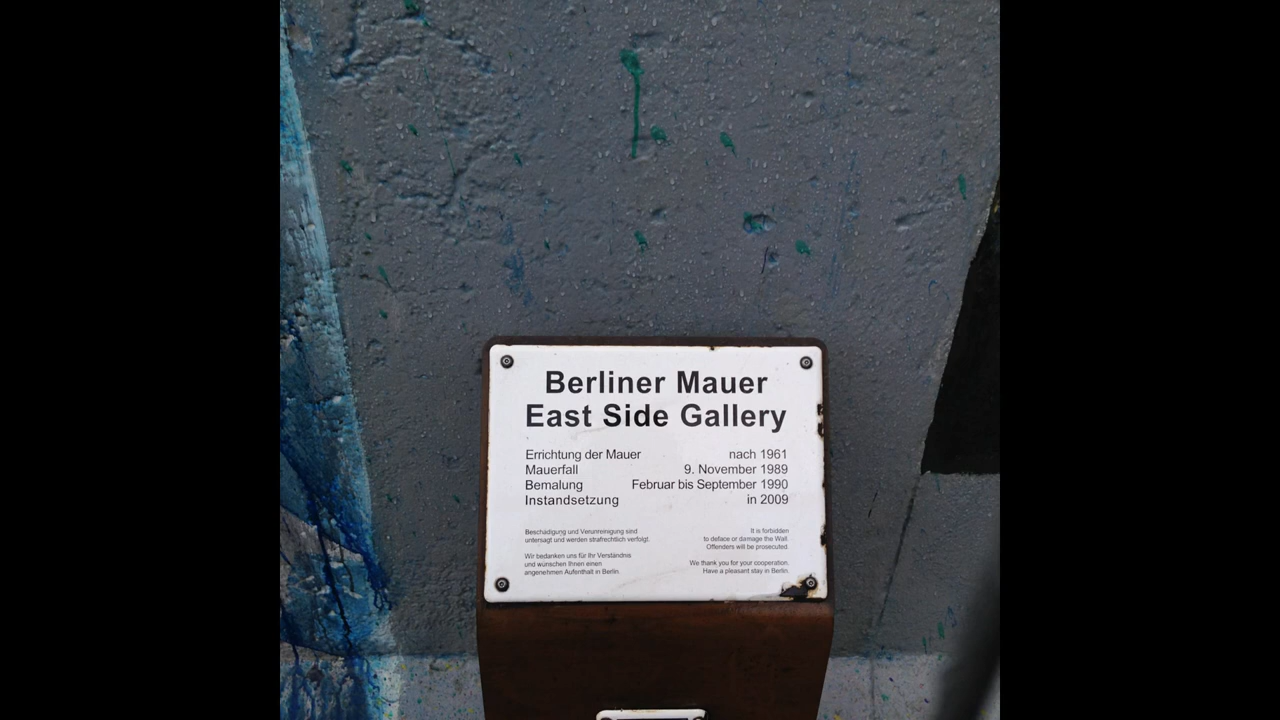 Berliner Mauer
East Side Gallery
Errichtung der Mauer nach 1961
Mauerfall 9. November 1989
Bemalung Februar bis September 1990
Instandsetzung in 2009
Beschädigung und Verunreinigung sind
untersagt und werden strafrechtlich verfolgt.
Wir bedanken uns für Ihr Verständnis
und wünschen Ihnen einen
angenehmen Aufenthalt in Berlin.
It is forbidden
to deface or damage the Wall.
Offenders will be prosecuted.
We thank you for your cooperation.
Have a pleasant stay in Berlin.